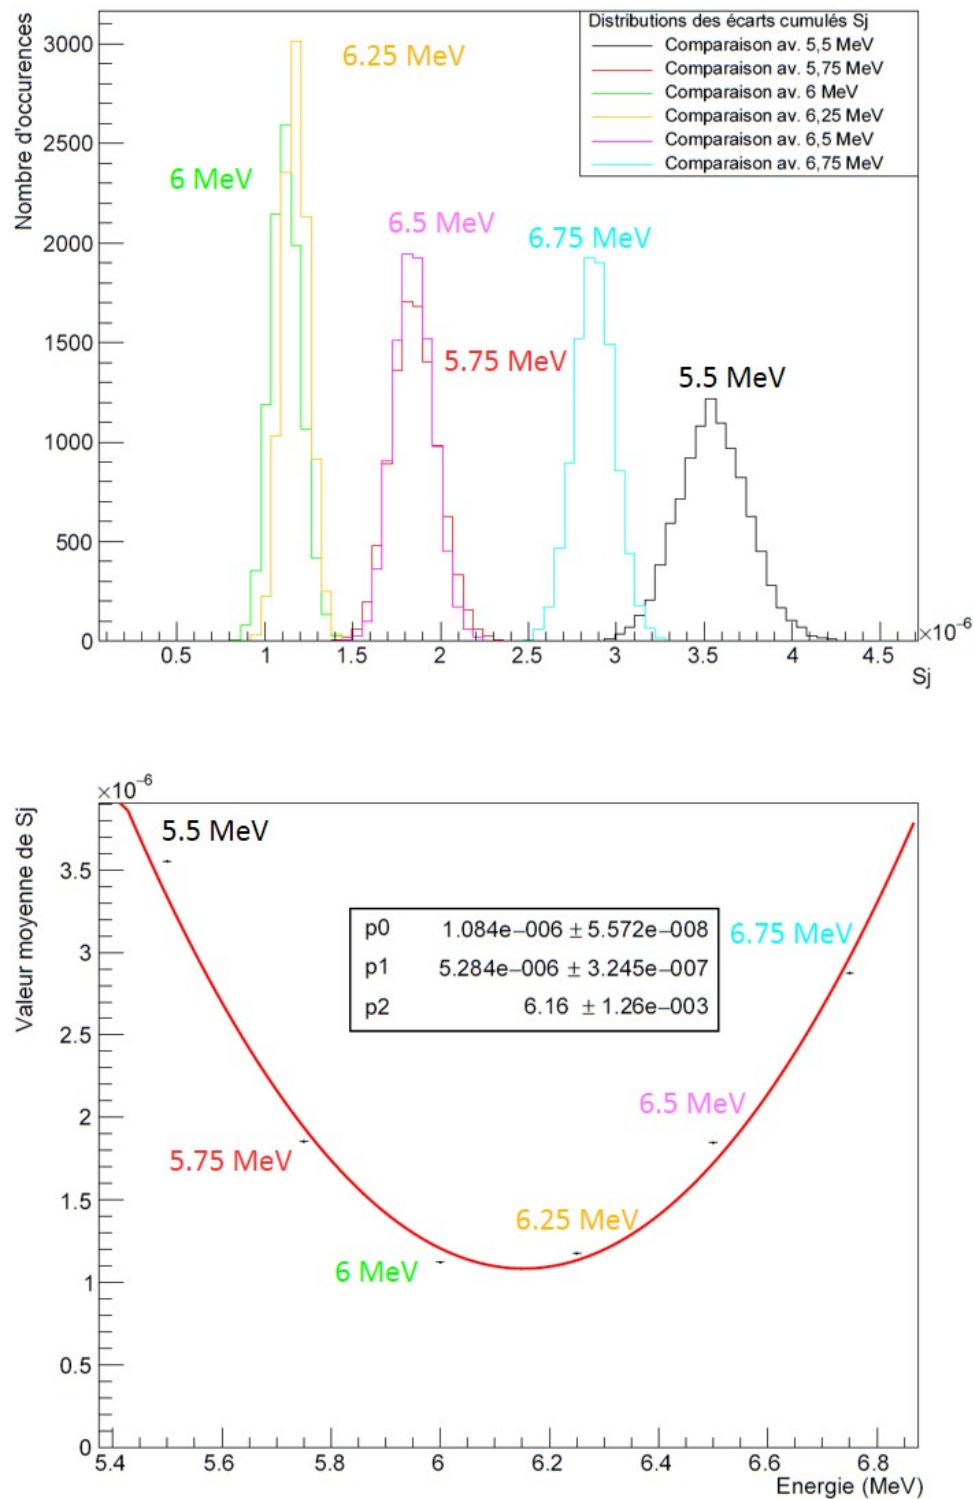 Nombre d'occurences
3000
2500
2000
1500
1000
500
0
6.25 MeV
6 MeV
6.5 MeV
6.75 MeV
5.75 MeV
5.5 MeV
Distributions des écarts cumulés Sj
Comparaison av. 5,5 MeV
Comparaison av. 5,75 MeV
Comparaison av. 6 MeV
Comparaison av. 6,25 MeV
Comparaison av. 6,5 MeV
Comparaison av. 6,75 MeV
0.5 1 1.5 2 2.5 3 3.5 4 4.5
×10⁻⁶
Sj
×10⁻⁶
Valeur moyenne de Sj
3.5
3
2.5
2
1.5
1
0.5
0
5.5 MeV
p0 1.084e−006 ± 5.572e−008
p1 5.284e−006 ± 3.245e−007
p2 6.16 ± 1.26e−003
6.75 MeV
6.5 MeV
5.75 MeV
6.25 MeV
6 MeV
5.4 5.6 5.8 6 6.2 6.4 6.6 6.8
Energie (MeV)